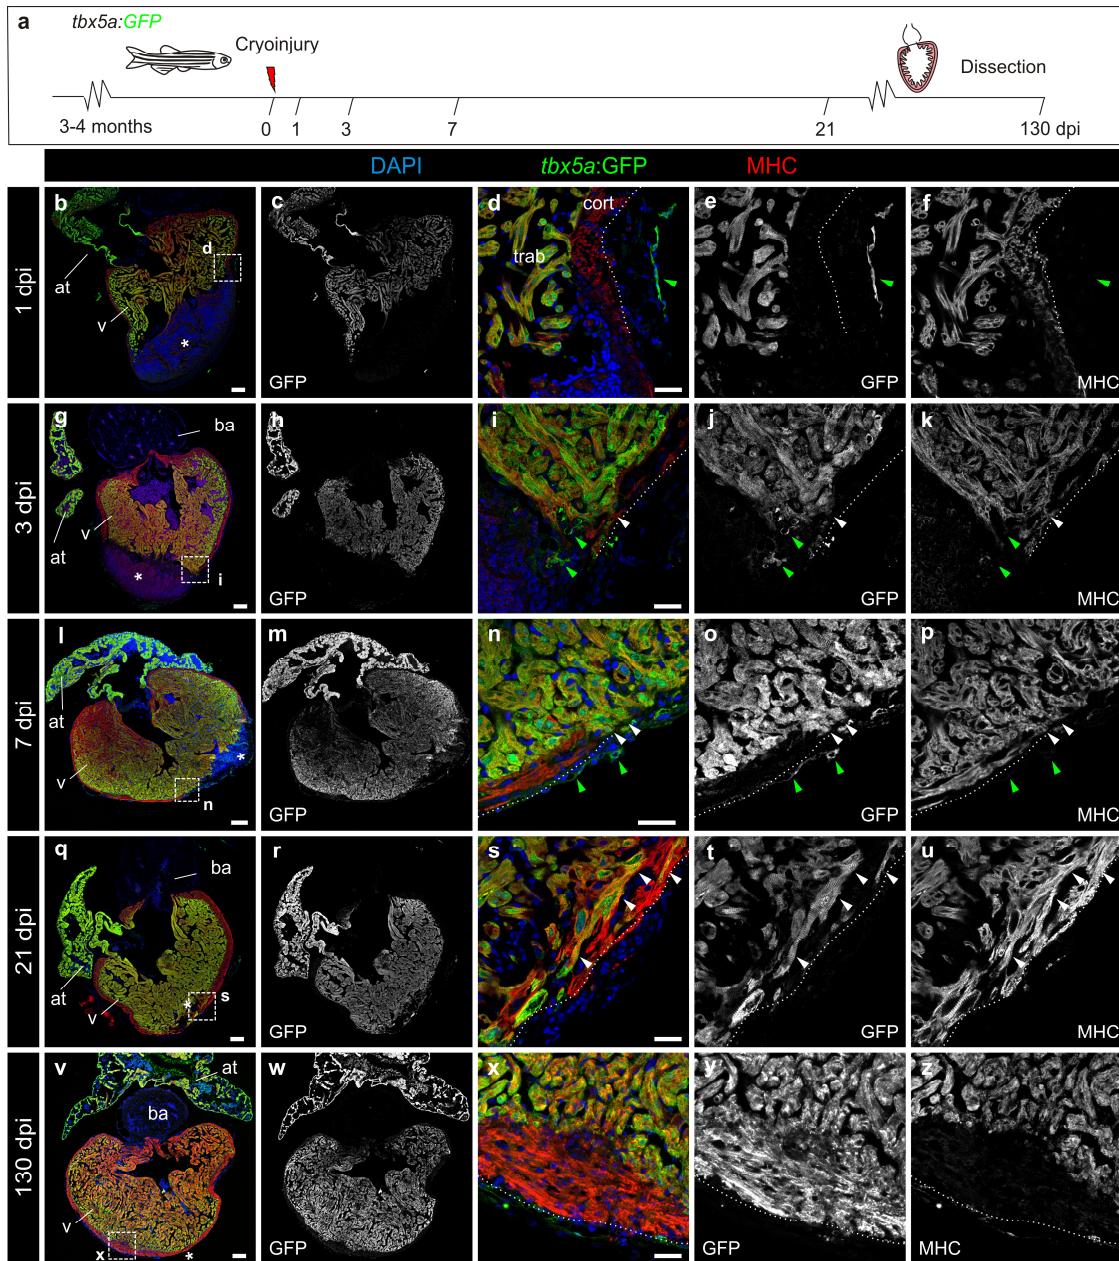 a
tbx5a:GFP
Cryoinjury
Dissection
3-4 months
0
1
3
7
21
130 dpi
DAPI
tbx5a:GFP
MHC
1 dpi
b
d
at
v
*
c
GFP
d
cort
trab
e
GFP
f
MHC
3 dpi
g
ba
v
at
*
i
h
GFP
i
j
GFP
k
MHC
7 dpi
l
at
v
*
n
m
GFP
n
o
GFP
p
MHC
21 dpi
q
ba
at
v
*
s
r
GFP
s
t
GFP
u
MHC
130 dpi
v
at
ba
v
x
*
w
GFP
x
y
GFP
z
MHC